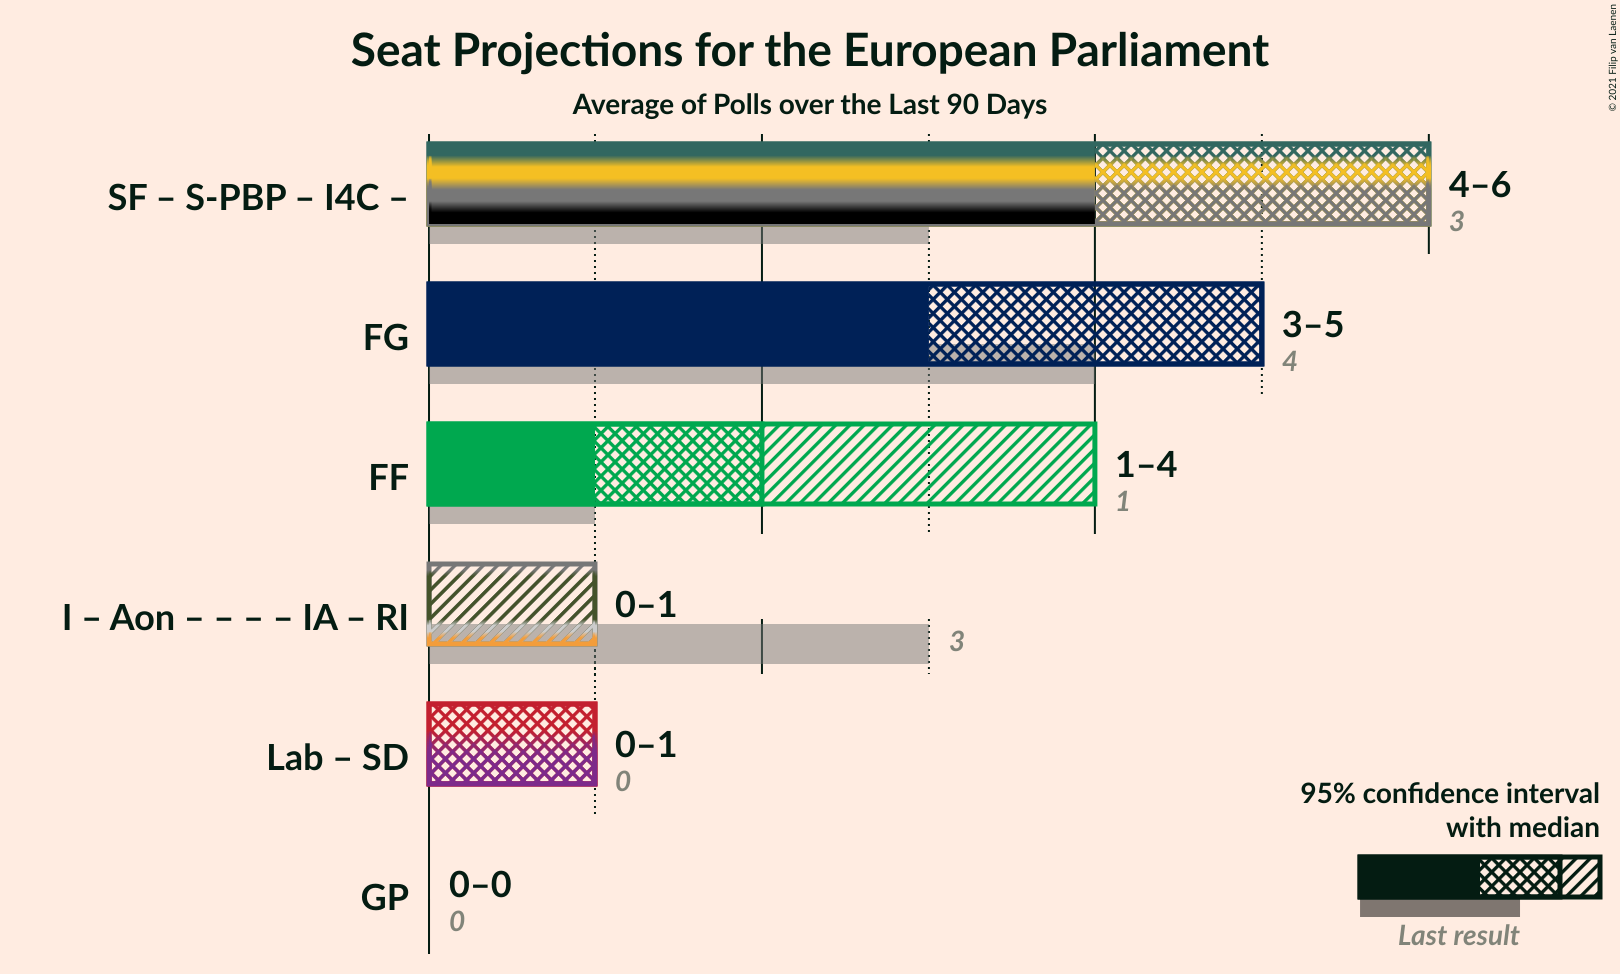 Seat Projections for the European Parliament
Average of Polls over the Last 90 Days
© 2021 Filip van Laenen
SF – S-PBP – I4C –
4–6
3
FG
3–5
4
FF
1–4
1
I – Aon – – – – IA – RI
0–1
3
Lab – SD
0–1
0
GP
0–0
0
95% confidence interval
with median
Last result